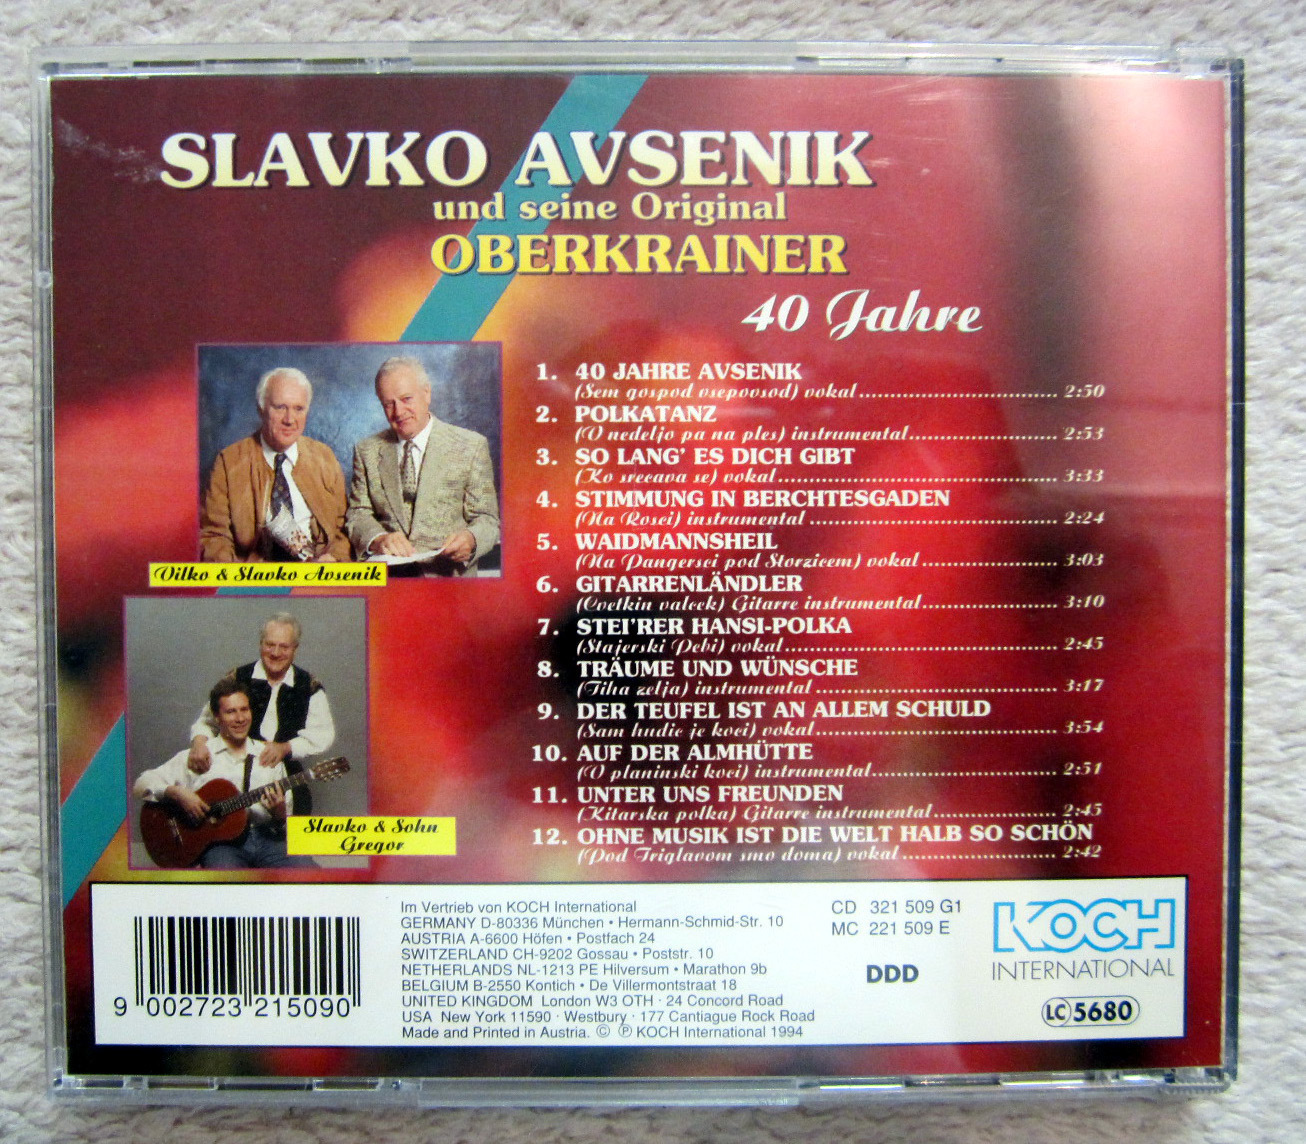 SLAVKO AVSENIK
und seine Original
OBERKRAINER
40 Jahre
1. 40 JAHRE AVSENIK
(Sem gospod vsepovsod) vokal 2:50
2. POLKATANZ
(V nedeljo pa na ples) instrumental 2:53
3. SO LANG' ES DICH GIBT
(Ko srecava se) vokal 3:33
4. STIMMUNG IN BERCHTESGADEN
(Na Rosei) instrumental 2:24
5. WAIDMANNSHEIL
(Na Pangersci pod Storzicem) vokal 3:03
6. GITARRENLÄNDLER
(Cvetkin valcek) Gitarre instrumental 3:10
7. STEI'RER HANSI-POLKA
(Stajerski Pebi) vokal 2:45
8. TRÄUME UND WÜNSCHE
(Tiha zelja) instrumental 3:17
9. DER TEUFEL IST AN ALLEM SCHULD
(Sam hudic je koci) vokal 3:54
10. AUF DER ALMHÜTTE
(V planinski koci) instrumental 2:51
11. UNTER UNS FREUNDEN
(Kitarska polka) Gitarre instrumental 2:45
12. OHNE MUSIK IST DIE WELT HALB SO SCHÖN
(Pod Triglavom smo doma) vokal 2:42
Vilko & Slavko Avsenik
Slavko & Sohn
Gregor
9 002723 215090
Im Vertrieb von KOCH International
GERMANY D-80336 München · Hermann-Schmid-Str. 10
AUSTRIA A-6600 Höfen · Postfach 24
SWITZERLAND CH-9202 Gossau · Poststr. 10
NETHERLANDS NL-1213 PE Hilversum · Marathon 9b
BELGIUM B-2550 Kontich · De Villermontstraat 18
UNITED KINGDOM London W3 OTH · 24 Concord Road
USA New York 11590 · Westbury · 177 Cantiague Rock Road
Made and Printed in Austria. © ℗ KOCH International 1994
CD 321 509 G1
MC 221 509 E
DDD
KOCH
INTERNATIONAL
LC 5680